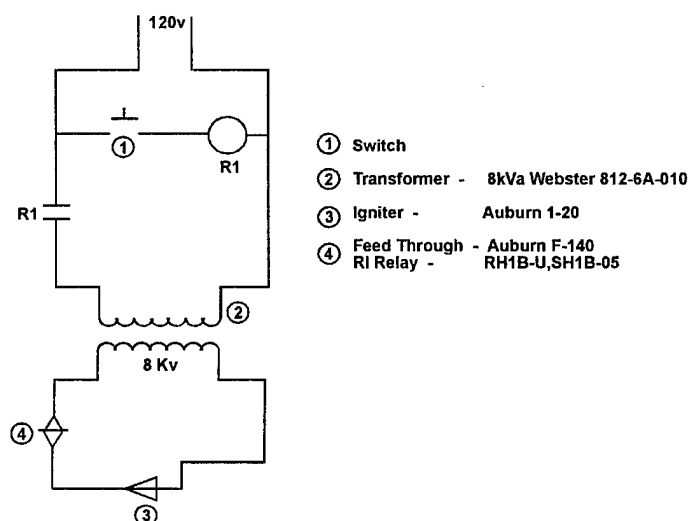 120v
①
R1
R1
②
8 Kv
④
③
① Switch
② Transformer - 8kVa Webster 812-6A-010
③ Igniter - Auburn 1-20
④ Feed Through - Auburn F-140
RI Relay - RH1B-U,SH1B-05